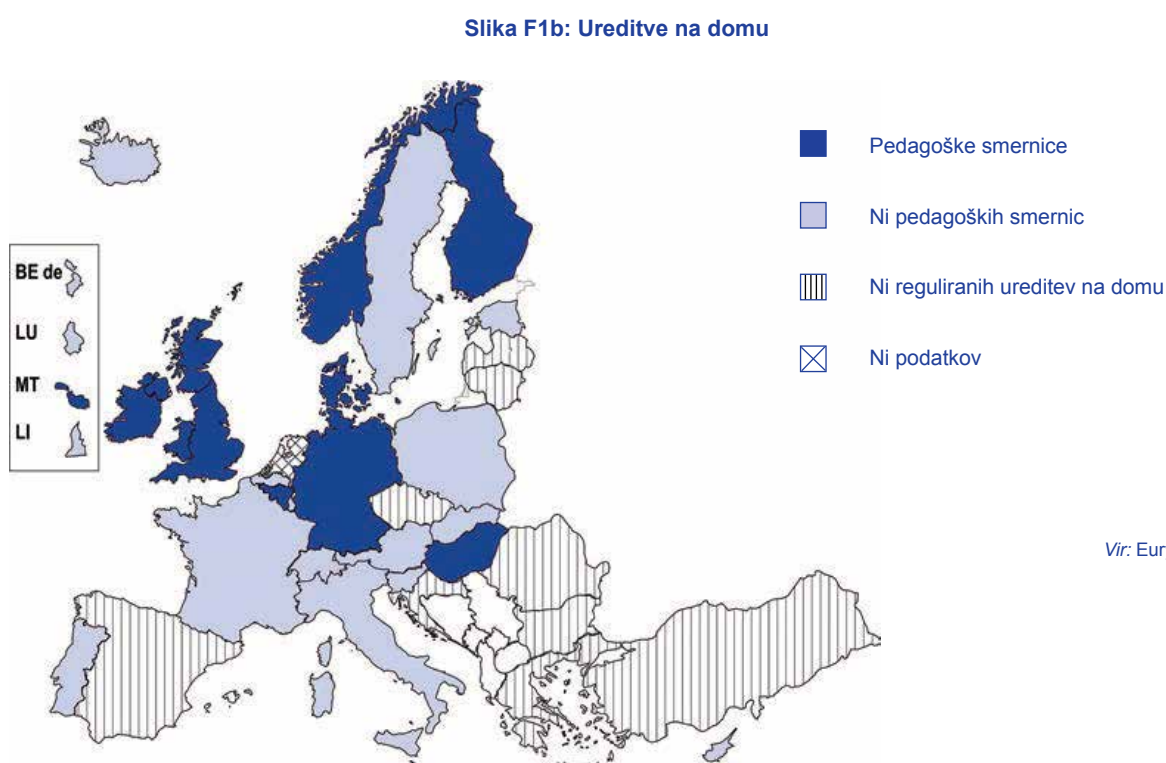 Slika F1b: Ureditve na domu
Pedagoške smernice
Ni pedagoških smernic
Ni reguliranih ureditev na domu
Ni podatkov
BE de
LU
MT
LI
Vir: Eur